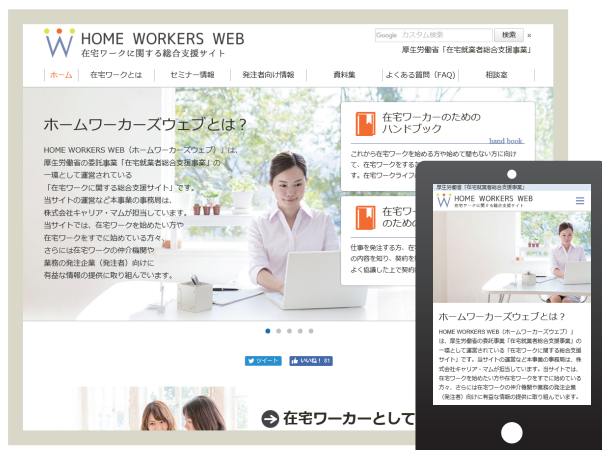 HOME WORKERS WEB
在宅ワークに関する総合支援サイト
Google カスタム検索
検索
×
厚生労働省「在宅就業者総合支援事業」
ホーム
在宅ワークとは
セミナー情報
発注者向け情報
資料集
よくある質問（FAQ）
相談室
ホームワーカーズウェブとは？
HOME WORKERS WEB（ホームワーカーズウェブ）」は、
厚生労働省の委託事業「在宅就業者総合支援事業」の
一環として運営されている
「在宅ワークに関する総合支援サイト」です。
当サイトの運営など本事業の事務局は、
株式会社キャリア・マムが担当しています。
当サイトでは、在宅ワークを始めたい方や
在宅ワークをすでに始めている方々、
さらには在宅ワークの仲介機関や
業務の発注企業（発注者）向けに
有益な情報の提供に取り組んでいます。
在宅ワーカーのための
ハンドブック
hand book
これから在宅ワークを始める方や始めて間もない方に向け
て、在宅ワークをする
す。在宅ワークライフ
在宅ワー
のための
仕事を発注する方、在
の内容を知り、契約を
よく協議した上で契約
ツイート
いいね！ 81
在宅ワーカーとして
厚生労働省「在宅就業者総合支援事業」
HOME WORKERS WEB
在宅ワークに関する総合支援サイト
ホームワーカーズウェブとは？
HOME WORKERS WEB（ホームワーカーズウェブ）」
は、厚生労働省の委託事業「在宅就業者総合支援事業」の
一環として運営されている「在宅ワークに関する総合支援
サイト」です。当サイトの運営など本事業の事務局は、株
式会社キャリア・マムが担当しています。当サイトでは、
在宅ワークを始めたい方や在宅ワークをすでに始めている
方々、さらには在宅ワークの仲介機関や業務の発注企業
（発注者）向けに有益な情報の提供に取り組んでいます。